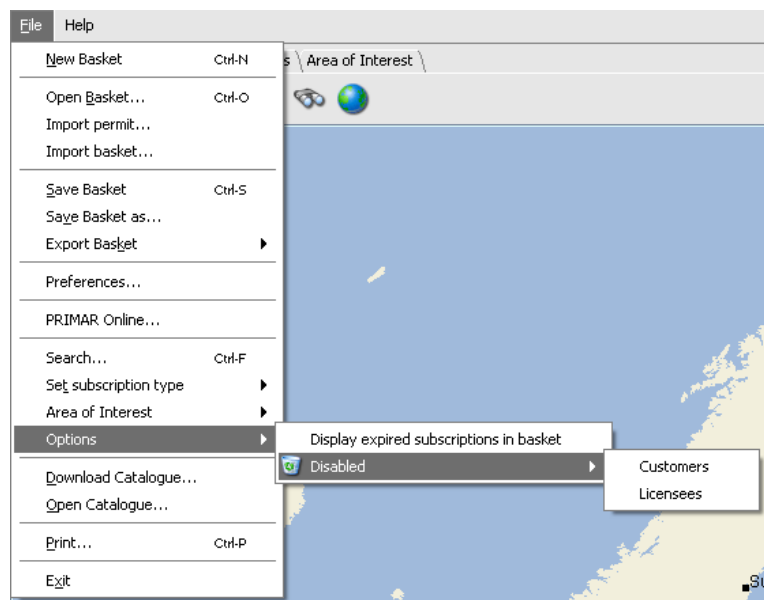 File Help
New Basket Ctrl-N
s \ Area of Interest \
Open Basket... Ctrl-O
Import permit...
Import basket...
Save Basket Ctrl-S
Save Basket as...
Export Basket
Preferences...
PRIMAR Online...
Search... Ctrl-F
Set subscription type
Area of Interest
Options
Display expired subscriptions in basket
Disabled
Customers
Licensees
Download Catalogue...
Open Catalogue...
Print... Ctrl-P
Exit